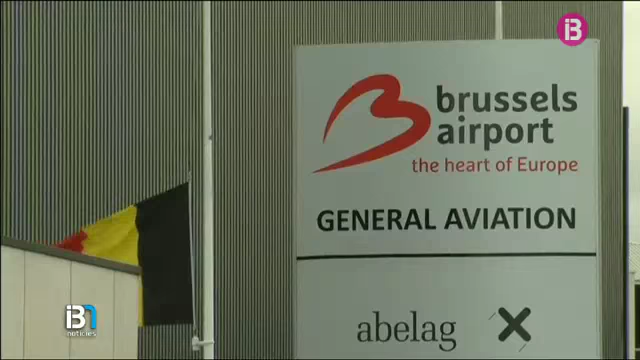 iB
brussels
airport
the heart of Europe
GENERAL AVIATION
abelag
IB
notícies